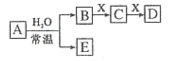 A H₂O 常温 B X C X D
E